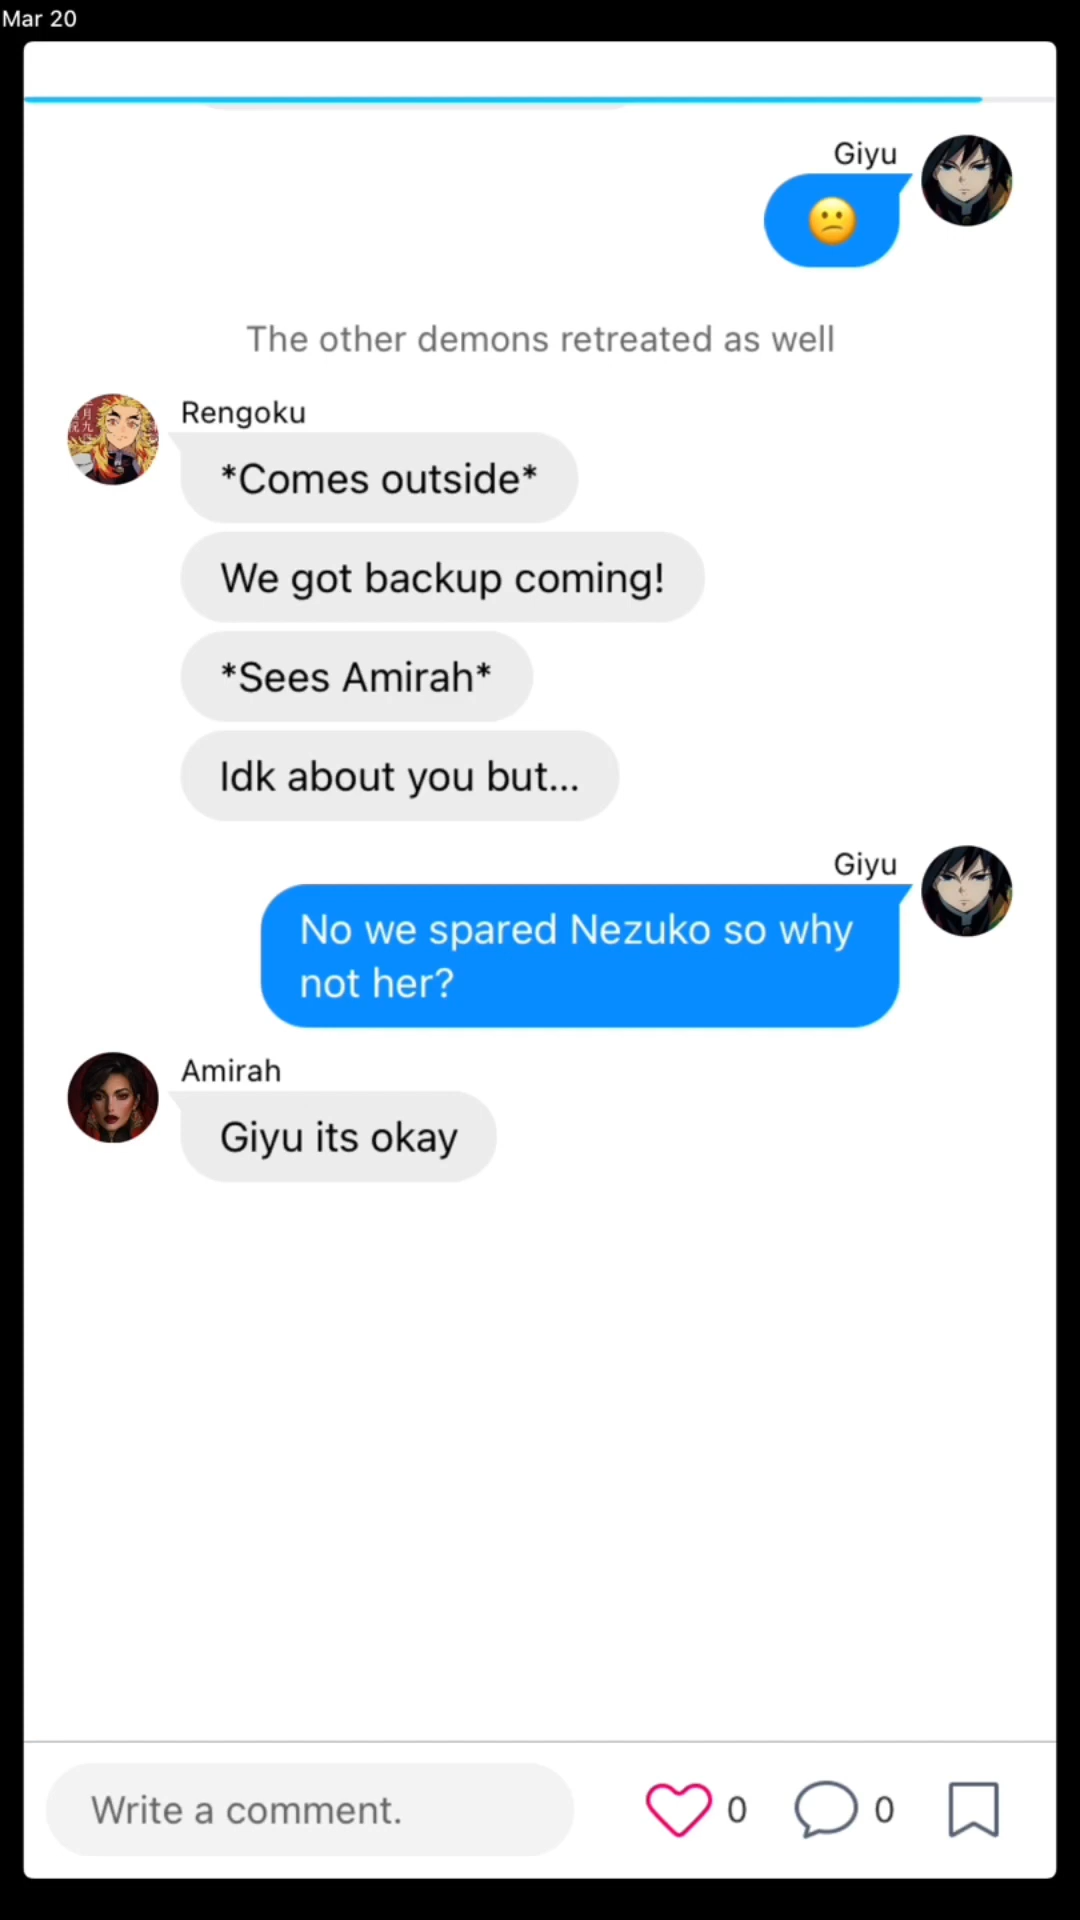 Mar 20
Giyu
😕
The other demons retreated as well
Rengoku
*Comes outside*
We got backup coming!
*Sees Amirah*
Idk about you but...
Giyu
No we spared Nezuko so why
not her?
Amirah
Giyu its okay
Write a comment.
0
0